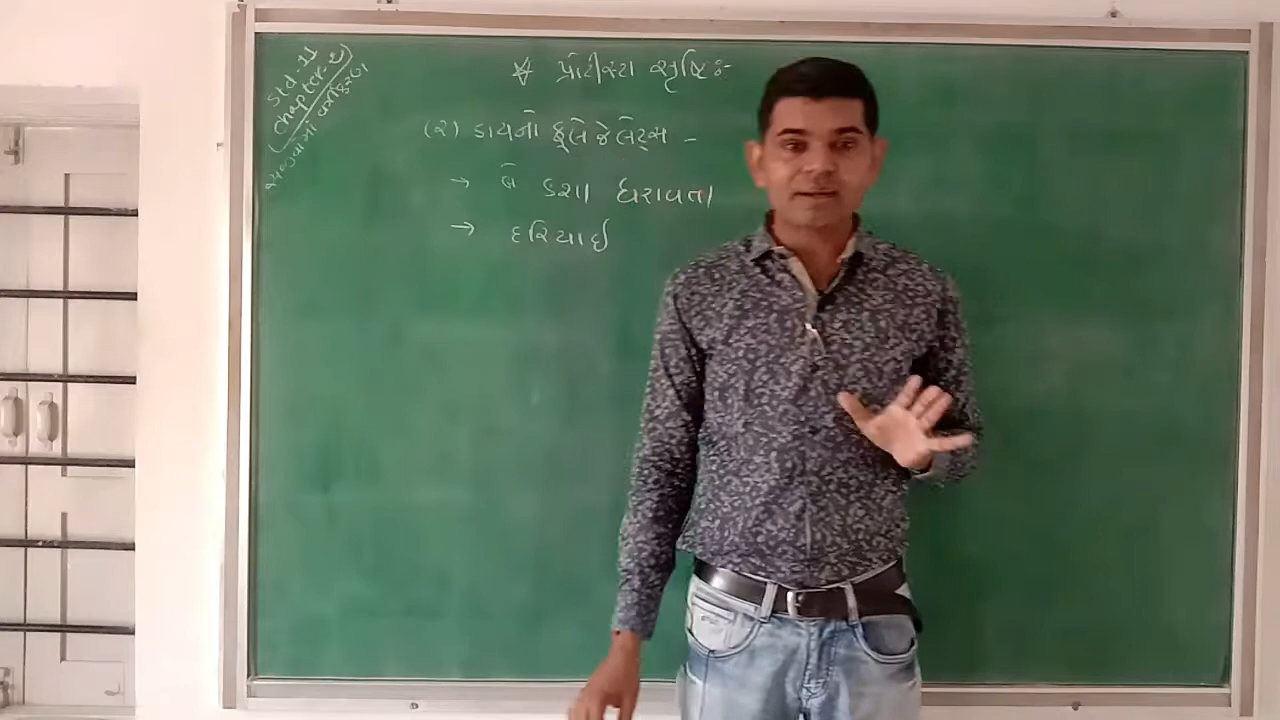 Std-11
Chapter-2
સજીવોનું વર્ગીકરણ
☆ પ્રોટીસ્ટા સૃષ્ટિ :-
(૨) ડાયનોફ્લેજેલેટ્સ -
→ બે કશા ધરાવતા
→ દરિયાઈ